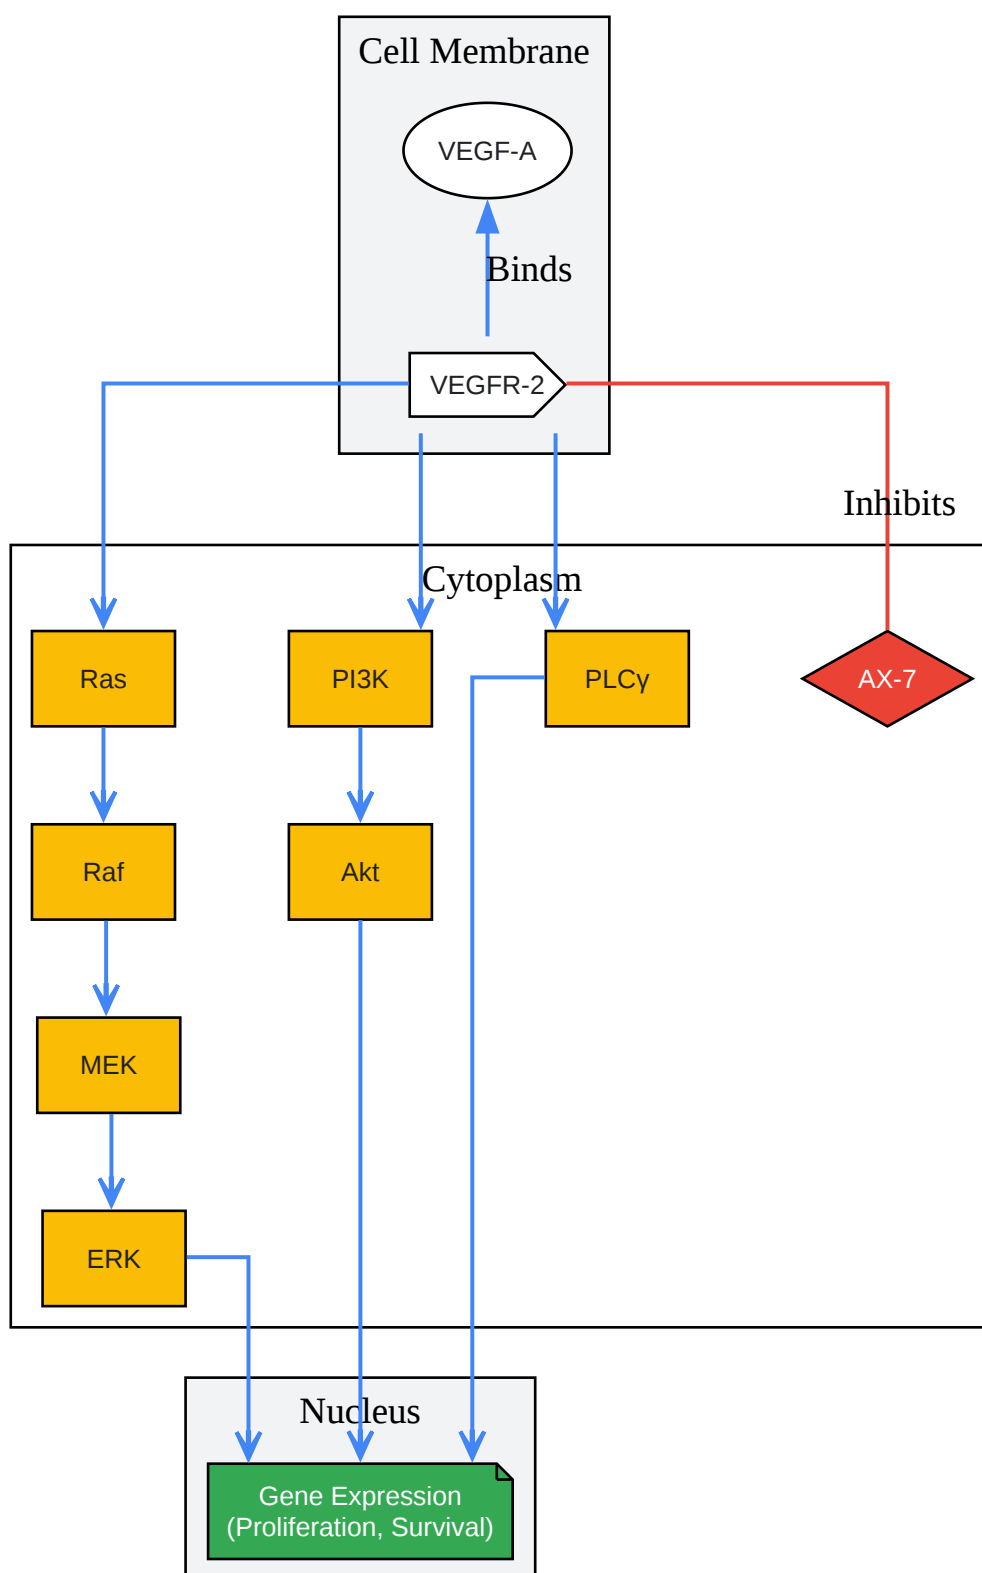 Cell Membrane
VEGF-A
Binds
VEGFR-2
Inhibits
Cytoplasm
Ras
PI3K
PLCγ
AX-7
Raf
Akt
MEK
ERK
Nucleus
Gene Expression
(Proliferation, Survival)